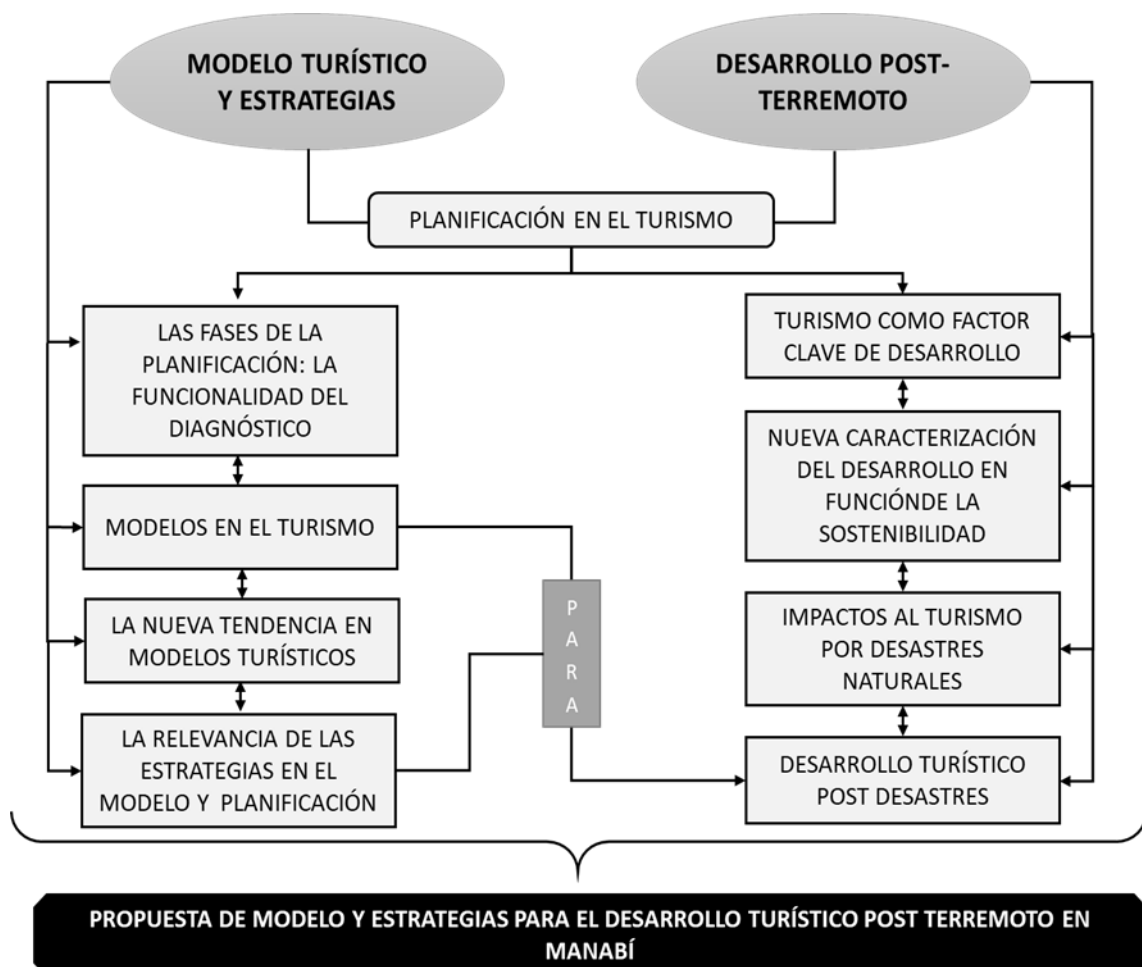 MODELO TURÍSTICO
Y ESTRATEGIAS
DESARROLLO POST-
TERREMOTO
PLANIFICACIÓN EN EL TURISMO
LAS FASES DE LA
PLANIFICACIÓN: LA
FUNCIONALIDAD DEL
DIAGNÓSTICO
MODELOS EN EL TURISMO
LA NUEVA TENDENCIA EN
MODELOS TURÍSTICOS
LA RELEVANCIA DE LAS
ESTRATEGIAS EN EL
MODELO Y PLANIFICACIÓN
P
A
R
A
TURISMO COMO FACTOR
CLAVE DE DESARROLLO
NUEVA CARACTERIZACIÓN
DEL DESARROLLO EN
FUNCIÓNDE LA
SOSTENIBILIDAD
IMPACTOS AL TURISMO
POR DESASTRES
NATURALES
DESARROLLO TURÍSTICO
POST DESASTRES
PROPUESTA DE MODELO Y ESTRATEGIAS PARA EL DESARROLLO TURÍSTICO POST TERREMOTO EN
MANABÍ